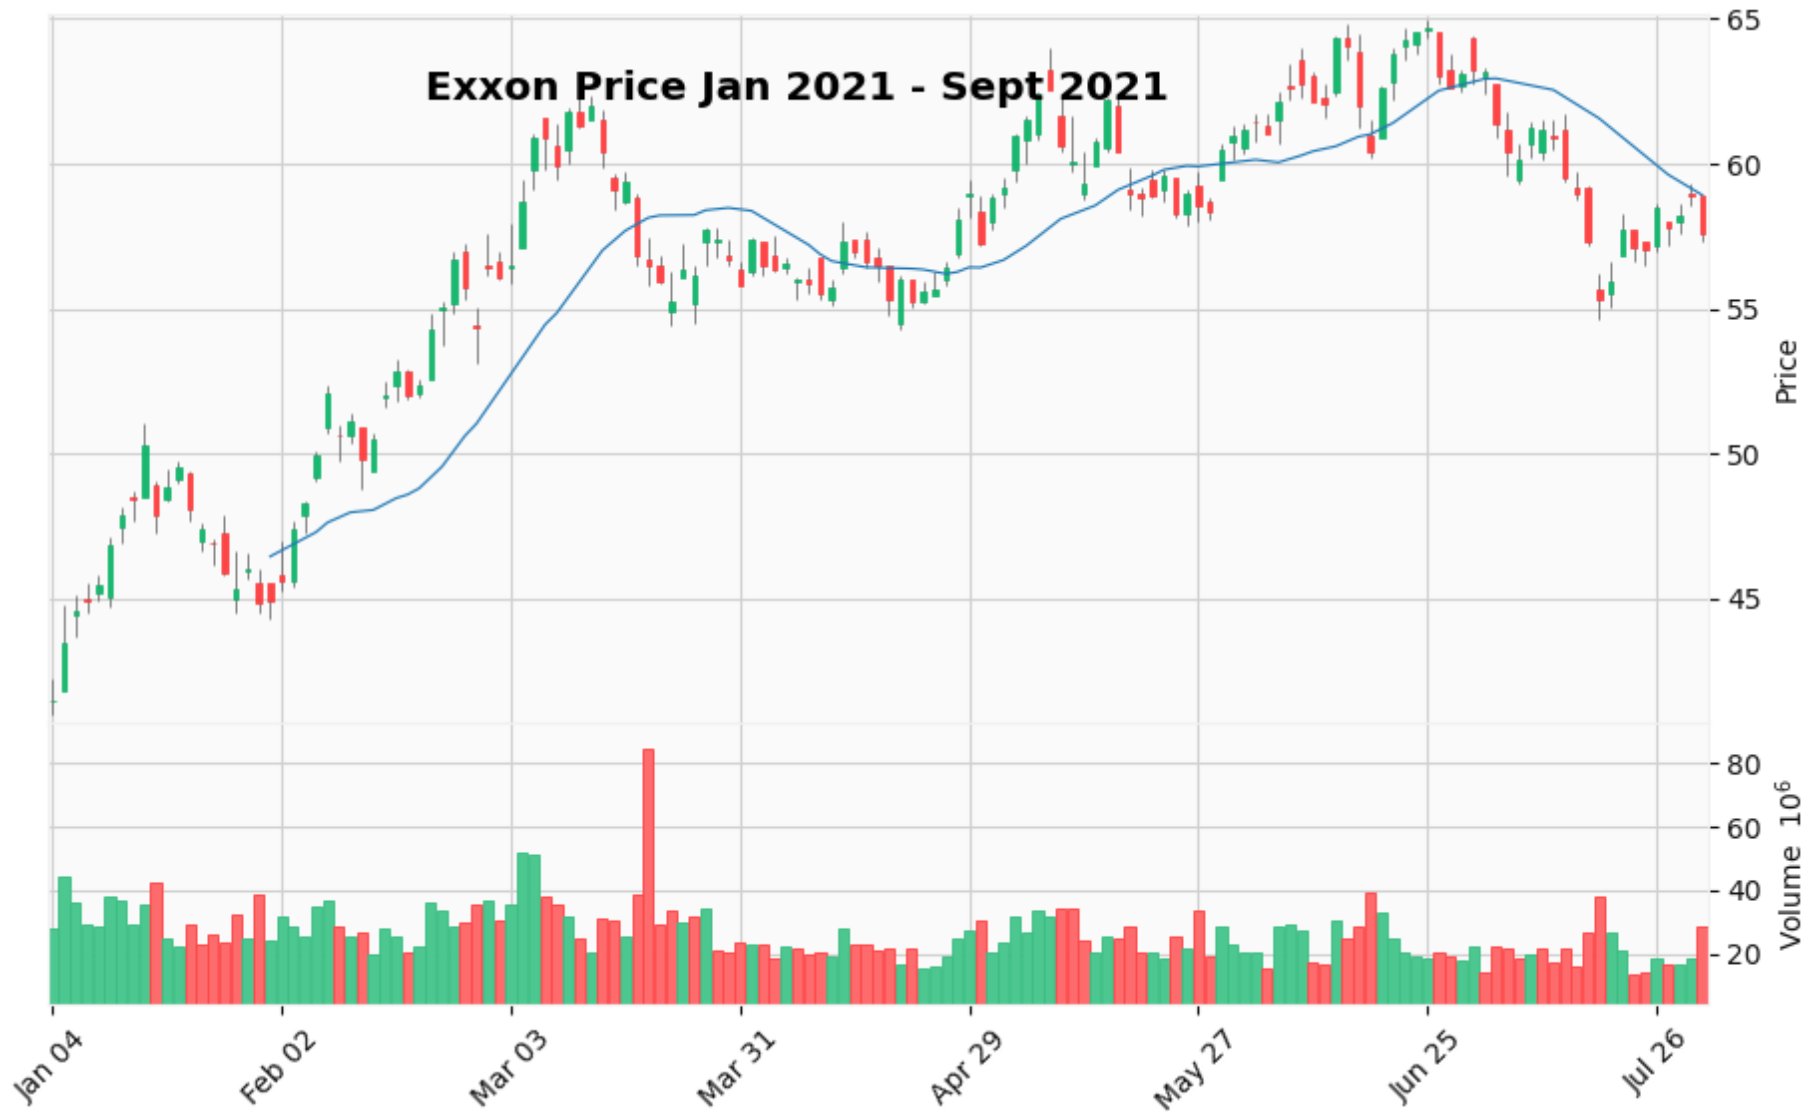 Exxon Price Jan 2021 - Sept 2021
65
60
55
50
45
Price
80
60
40
20
Volume 10⁶
Jan 04
Feb 02
Mar 03
Mar 31
Apr 29
May 27
Jun 25
Jul 26